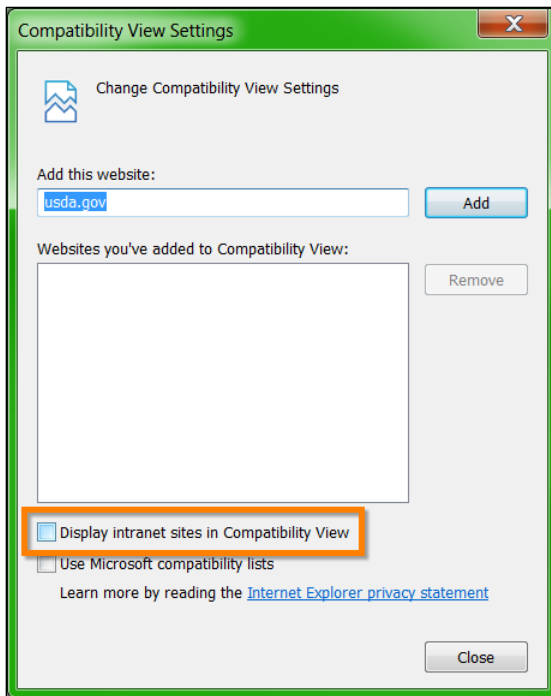 Compatibility View Settings
X
Change Compatibility View Settings
Add this website:
usda.gov
Add
Websites you've added to Compatibility View:
Remove
Display intranet sites in Compatibility View
Use Microsoft compatibility lists
Learn more by reading the Internet Explorer privacy statement
Close